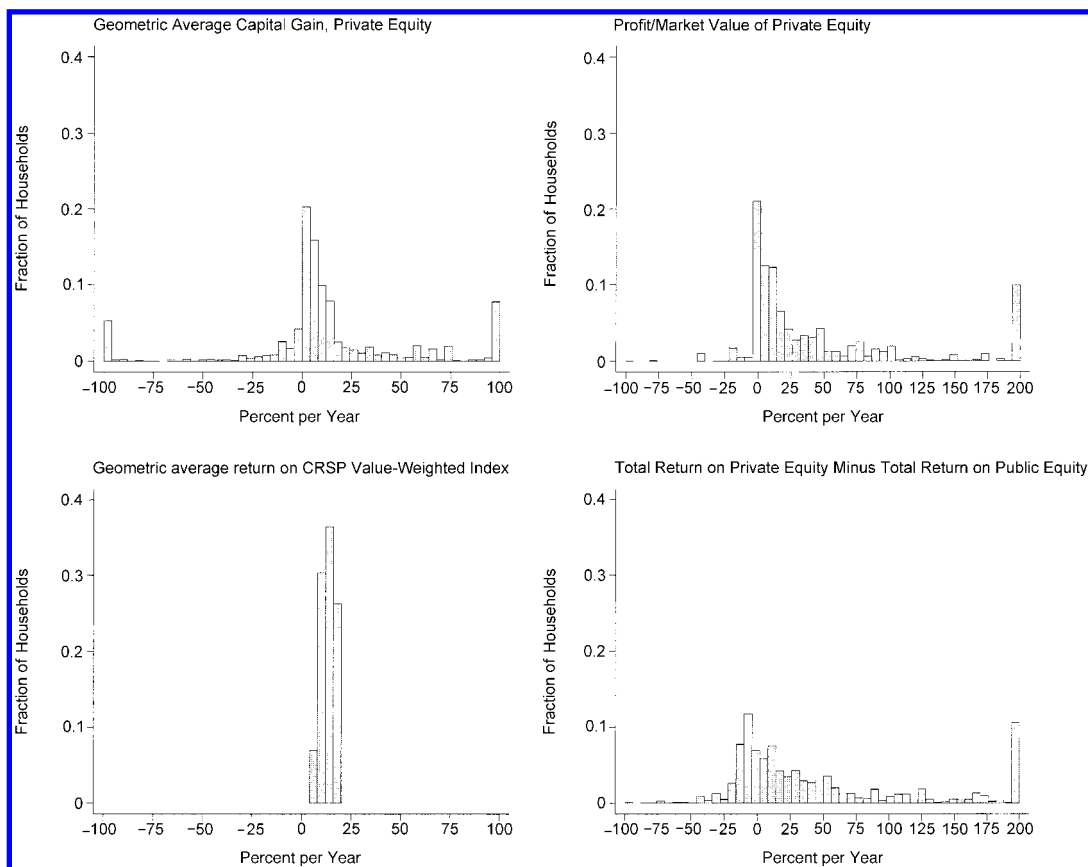 Geometric Average Capital Gain, Private Equity
Fraction of Households
0.4
0.3
0.2
0.1
0
−100 −75 −50 −25 0 25 50 75 100
Percent per Year
Profit/Market Value of Private Equity
Fraction of Households
0.4
0.3
0.2
0.1
0
−100 −75 −50 −25 0 25 50 75 100 125 150 175 200
Percent per Year
Geometric average return on CRSP Value-Weighted Index
Fraction of Households
0.4
0.3
0.2
0.1
0
−100 −75 −50 −25 0 25 50 75 100
Percent per Year
Total Return on Private Equity Minus Total Return on Public Equity
Fraction of Households
0.4
0.3
0.2
0.1
0
−100 −75 −50 −25 0 25 50 75 100 125 150 175 200
Percent per Year